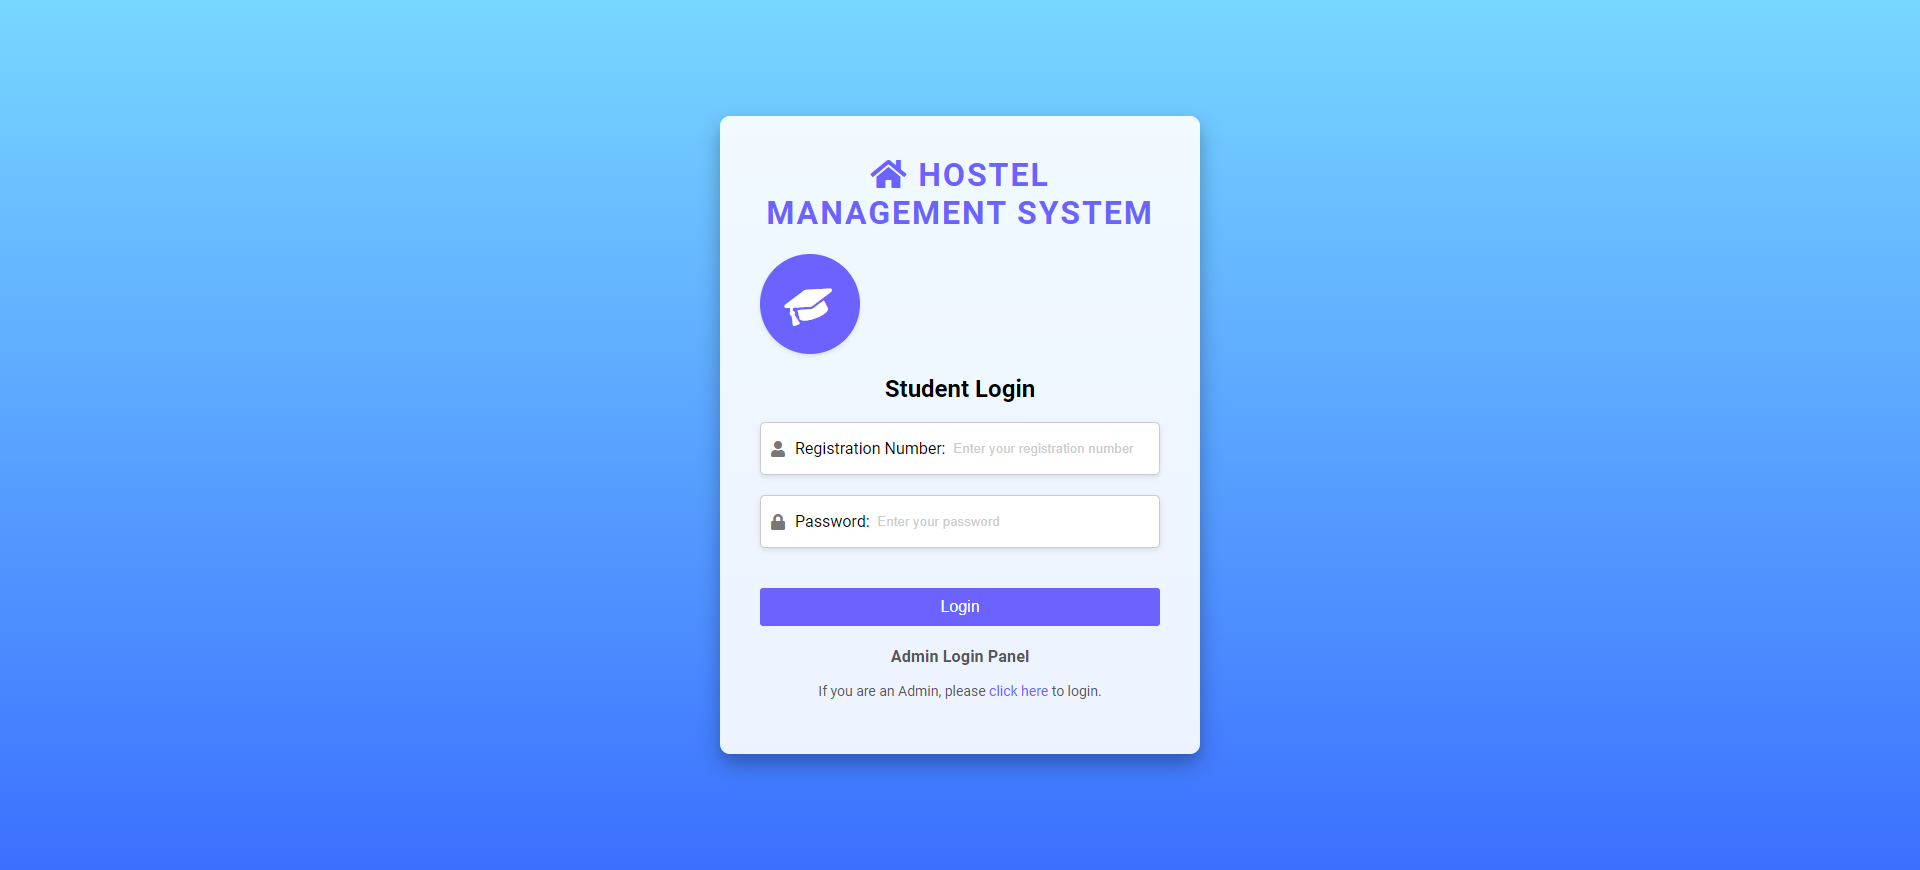 HOSTEL
MANAGEMENT SYSTEM
Student Login
Registration Number: Enter your registration number
Password: Enter your password
Login
Admin Login Panel
If you are an Admin, please click here to login.